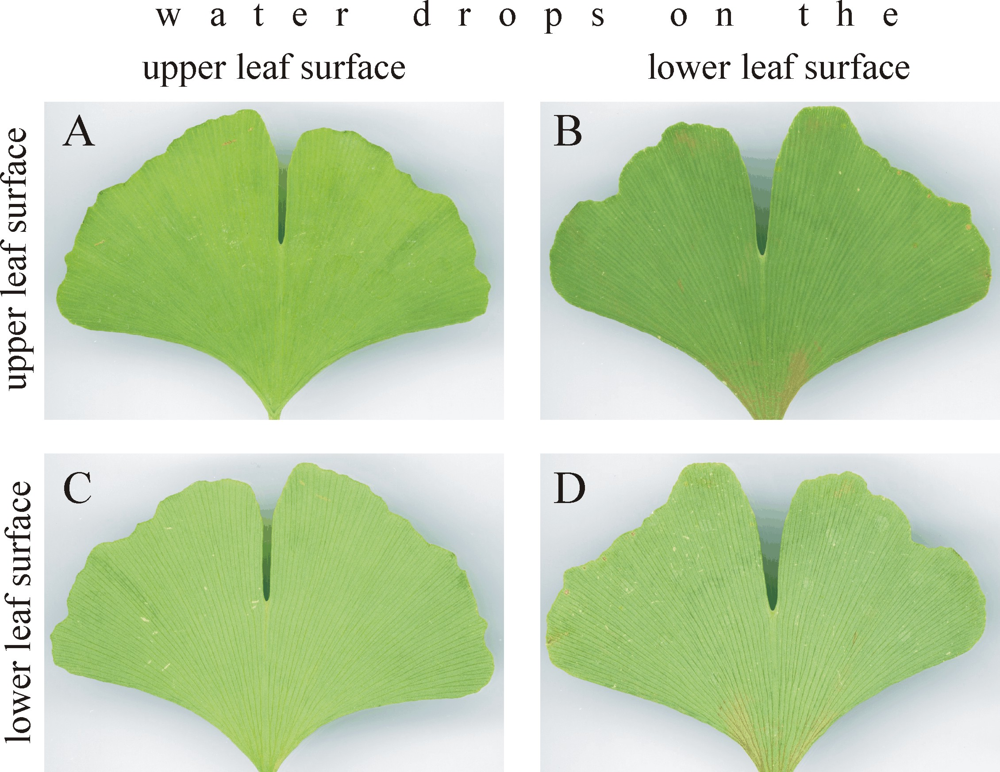 water drops on the
upper leaf surface
lower leaf surface
upper leaf surface
A
B
lower leaf surface
C
D